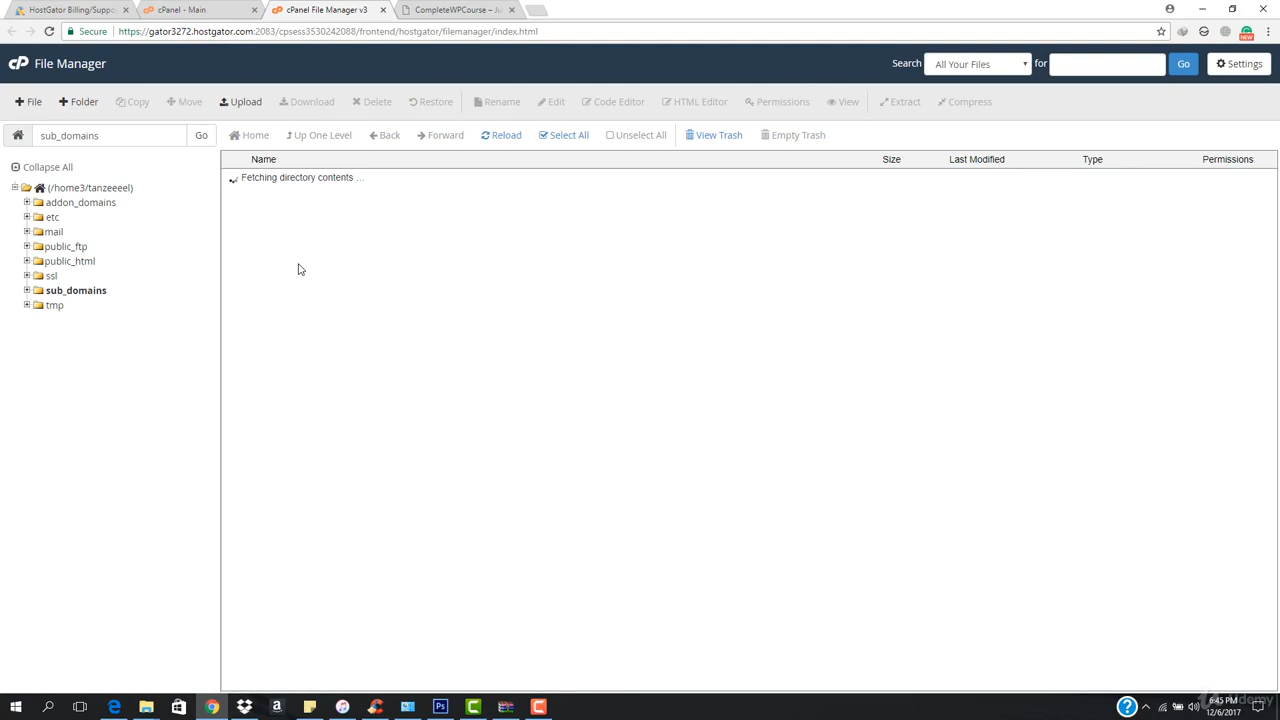 HostGator Billing/Suppo
cPanel - Main
cPanel File Manager v3
CompleteWPCourse – Ju
Secure
https://gator3272.hostgator.com:2083/cpsess3530242088/frontend/hostgator/filemanager/index.html
NEW
cP File Manager
Search
All Your Files
for
Go
Settings
File
Folder
Copy
Move
Upload
Download
Delete
Restore
Rename
Edit
Code Editor
HTML Editor
Permissions
View
Extract
Compress
sub_domains
Go
Home
Up One Level
Back
Forward
Reload
Select All
Unselect All
View Trash
Empty Trash
Collapse All
Name
Size
Last Modified
Type
Permissions
Fetching directory contents ...
(/home3/tanzeeeel)
addon_domains
etc
mail
public_ftp
public_html
ssl
sub_domains
tmp
6:45 PM
12/6/2017